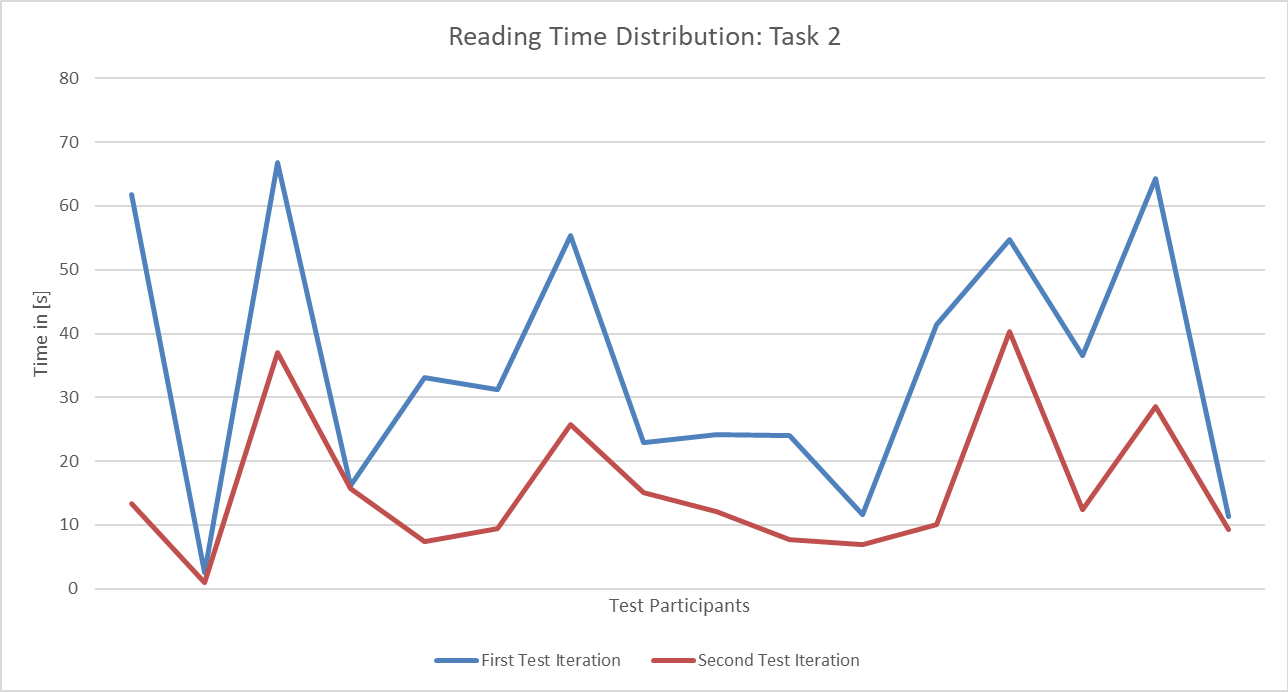 Reading Time Distribution: Task 2
80
70
60
50
40
30
20
10
0
Time in [s]
Test Participants
First Test Iteration
Second Test Iteration